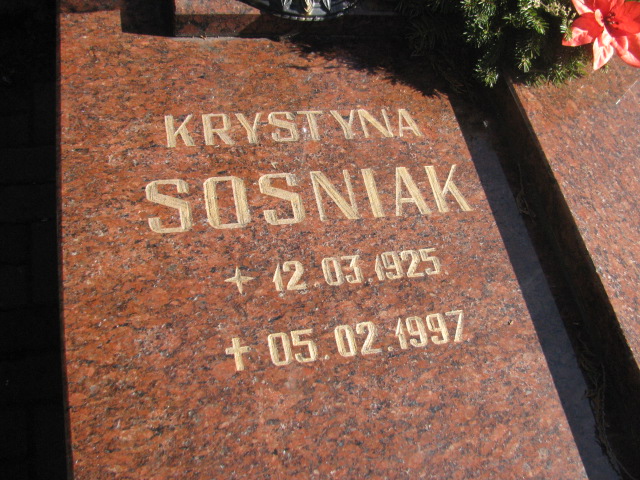 KRYSTYNA
SOSNIAK
✦ 12.03.1925.
✝ 05.02.1997.